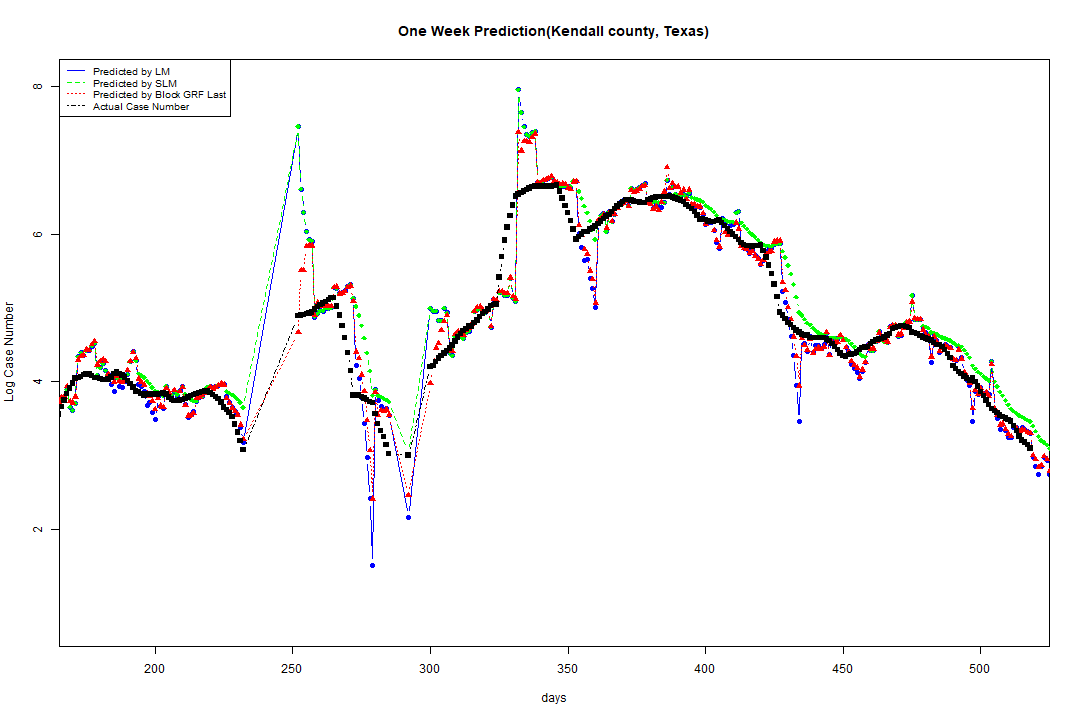 One Week Prediction(Kendall county, Texas)
Predicted by LM
Predicted by SLM
Predicted by Block GRF Last
Actual Case Number
8
6
4
2
Log Case Number
200 250 300 350 400 450 500
days